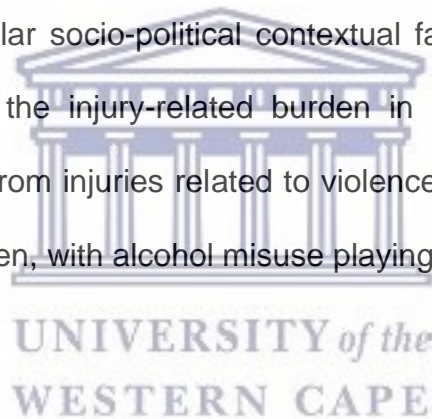 lar socio-political contextual fa
the injury-related burden in
rom injuries related to violence
en, with alcohol misuse playing
UNIVERSITY of the
WESTERN CAPE